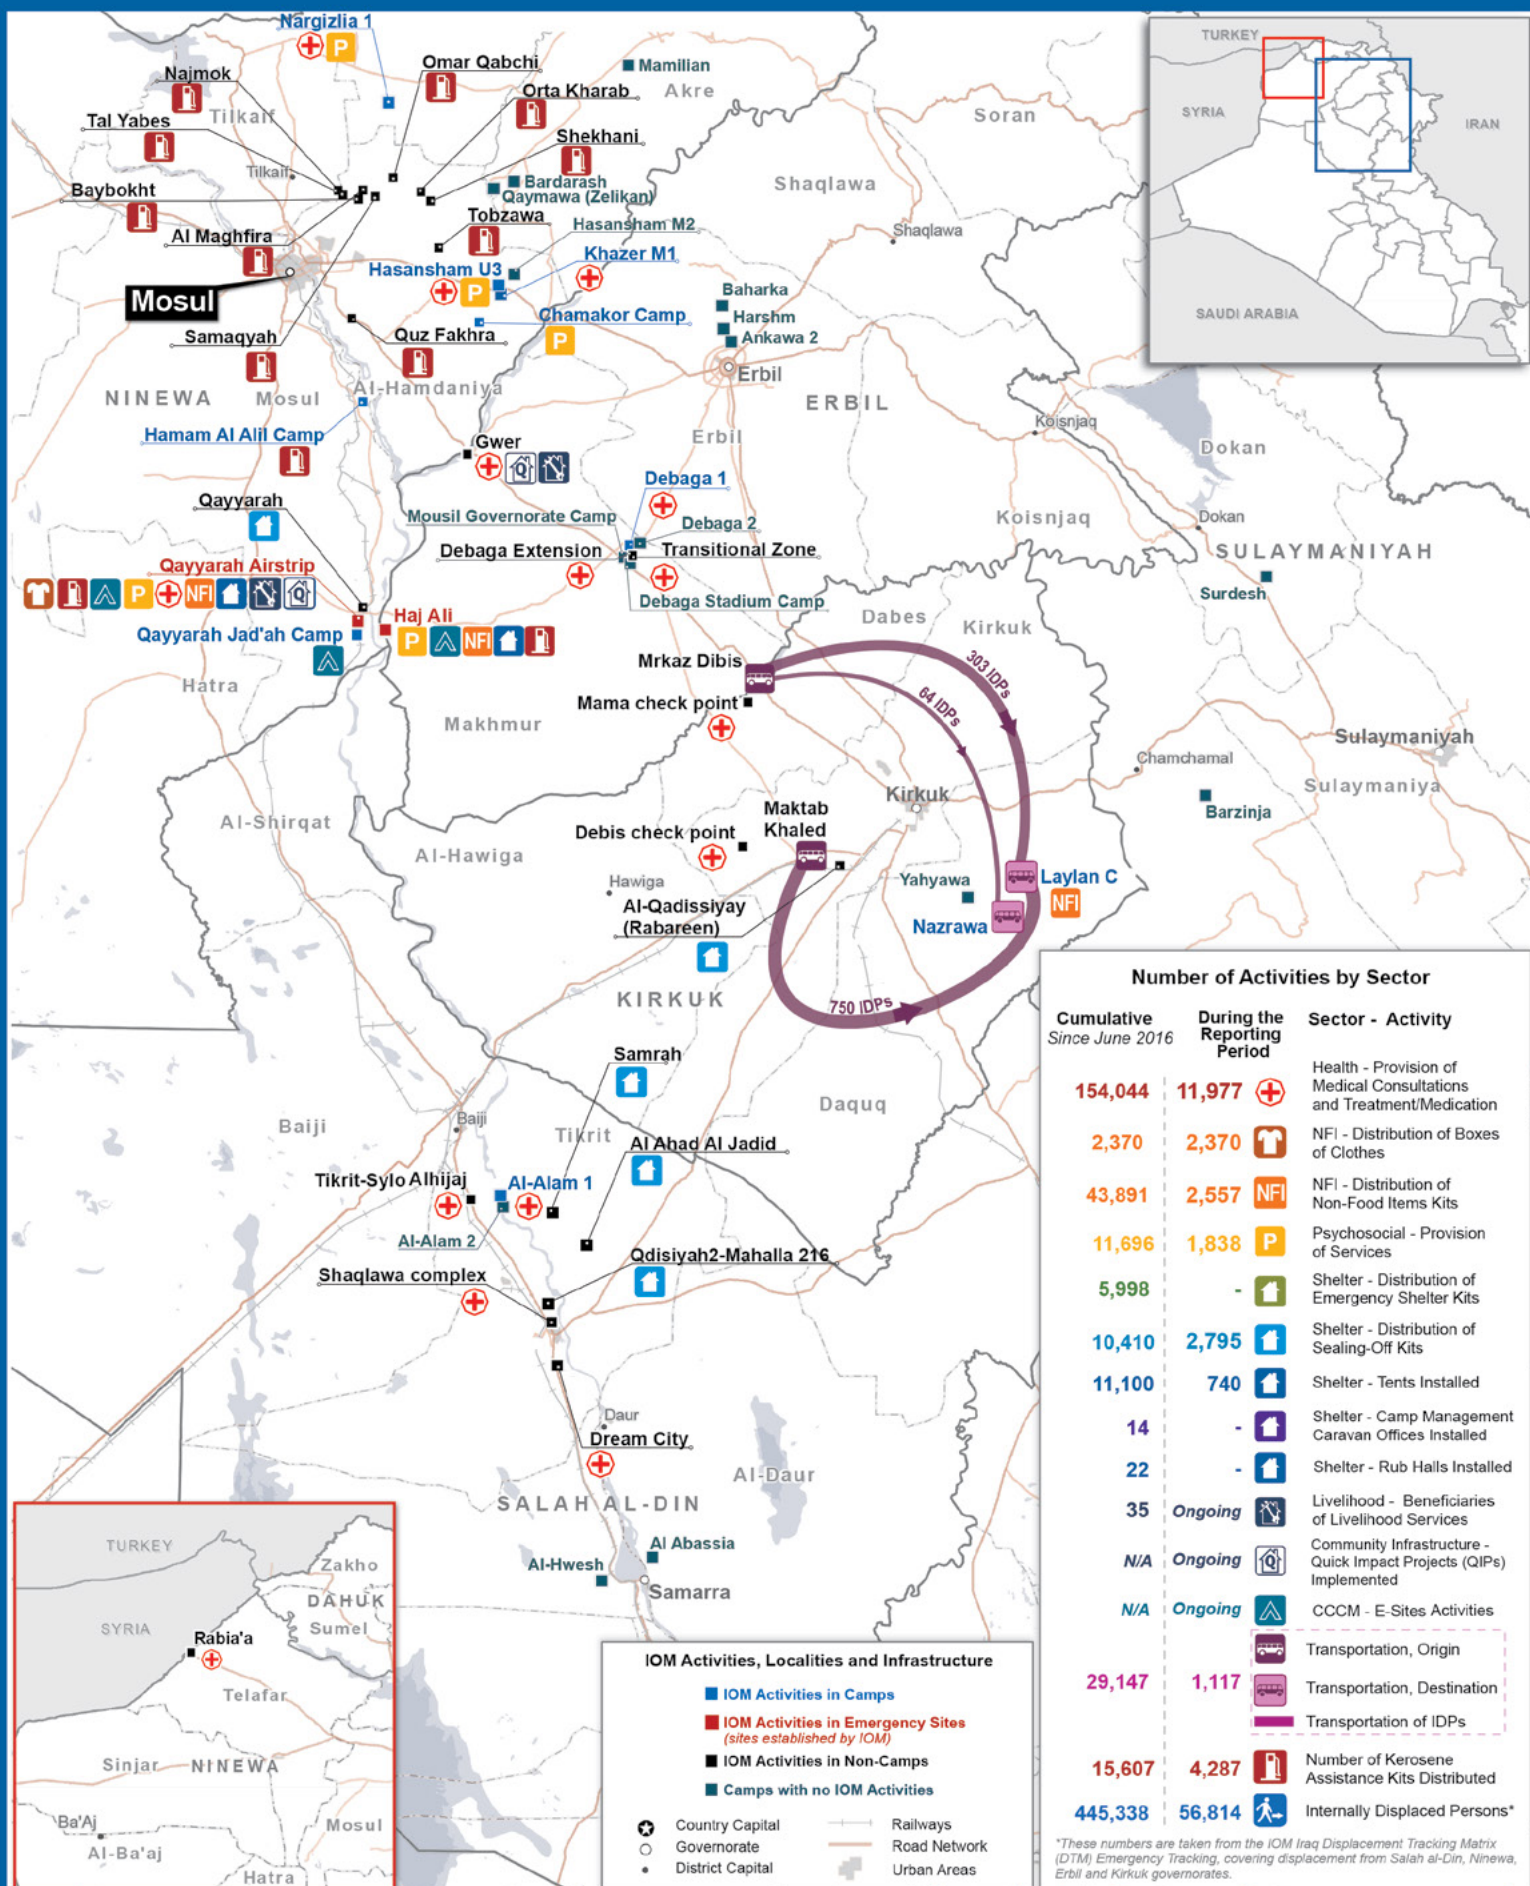 Nargizlia 1
P
Najmok
Omar Qabchi
Mamilian
Akre
Orta Kharab
Tilkaif
Tal Yabes
Shekhani
Soran
Tilkaif
Bardarash
Qaymawa (Zelikan)
Shaqlawa
Baybokht
Tobzawa
Hasansham M2
Shaqlawa
Al Maghfira
Khazer M1
Hasansham U3
P
Mosul
Baharka
Chamakor Camp
P
Harshm
Ankawa 2
Samaqyah
Quz Fakhra
Erbil
NINEWA
Mosul
Al-Hamdaniya
ERBIL
Koisnjaq
Hamam Al Alil Camp
Gwer
Q
Erbil
Dokan
Debaga 1
Qayyarah
Mousil Governorate Camp
Debaga 2
Koisnjaq
Dokan
Debaga Extension
Transitional Zone
SULAYMANIYAH
Qayyarah Airstrip
P
NFI
Q
Debaga Stadium Camp
Surdesh
Haj Ali
P
NFI
Dabes
Kirkuk
Qayyarah Jad'ah Camp
Mrkaz Dibis
303 IDPs
64 IDPs
Hatra
Mama check point
Makhmur
Sulaymaniyah
Chamchamal
Sulaymaniya
Kirkuk
Barzinja
Maktab
Khaled
Al-Shirqat
Debis check point
Al-Hawiga
Hawiga
Yahyawa
Laylan C
NFI
Al-Qadissiyay
(Rabareen)
Nazrawa
KIRKUK
750 IDPs
Samrah
Daquq
Baiji
Baiji
Tikrit
Al Ahad Al Jadid
Tikrit-Sylo Alhijaj
Al-Alam 1
Al-Alam 2
Qdisiyah2-Mahalla 216
Shaqlawa complex
Daur
Dream City
Al-Daur
SALAH AL-DIN
Al Abassia
Al-Hwesh
Samarra
TURKEY
SYRIA
IRAN
SAUDI ARABIA
TURKEY
Zakho
DAHUK
SYRIA
Sumel
Rabia'a
Telafar
Sinjar
NINEWA
Ba'Aj
Al-Ba'aj
Mosul
Hatra
IOM Activities, Localities and Infrastructure
IOM Activities in Camps
IOM Activities in Emergency Sites
(sites established by IOM)
IOM Activities in Non-Camps
Camps with no IOM Activities
Country Capital
Railways
Governorate
Road Network
District Capital
Urban Areas
Number of Activities by Sector
Cumulative
Since June 2016
During the
Reporting
Period
Sector - Activity
154,044 11,977 Health - Provision of
Medical Consultations
and Treatment/Medication
2,370 2,370 NFI - Distribution of Boxes
of Clothes
43,891 2,557 NFI NFI - Distribution of
Non-Food Items Kits
11,696 1,838 P Psychosocial - Provision
of Services
5,998 - Shelter - Distribution of
Emergency Shelter Kits
10,410 2,795 Shelter - Distribution of
Sealing-Off Kits
11,100 740 Shelter - Tents Installed
14 - Shelter - Camp Management
Caravan Offices Installed
22 - Shelter - Rub Halls Installed
35 Ongoing Livelihood - Beneficiaries
of Livelihood Services
N/A Ongoing Q Community Infrastructure -
Quick Impact Projects (QIPs)
Implemented
N/A Ongoing CCCM - E-Sites Activities
Transportation, Origin
29,147 1,117 Transportation, Destination
Transportation of IDPs
15,607 4,287 Number of Kerosene
Assistance Kits Distributed
445,338 56,814 Internally Displaced Persons*
*These numbers are taken from the IOM Iraq Displacement Tracking Matrix
(DTM) Emergency Tracking, covering displacement from Salah al-Din, Ninewa,
Erbil and Kirkuk governorates.